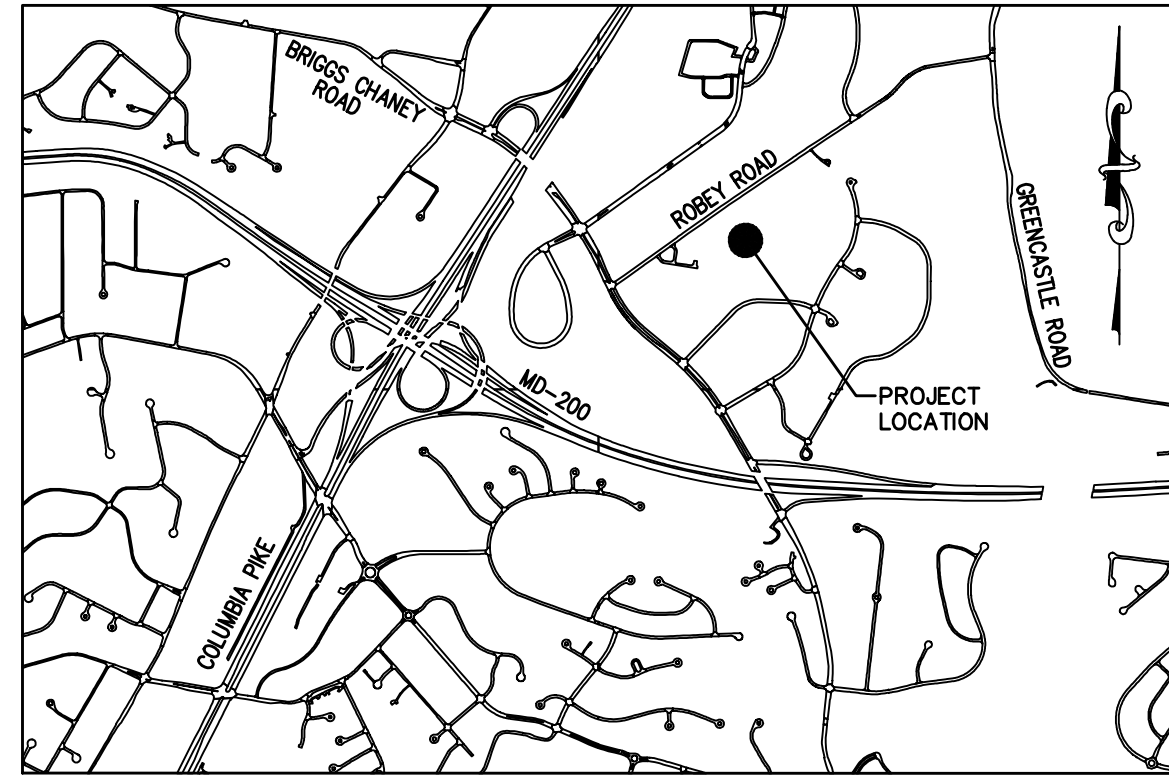 BRIGGS CHANEY
ROAD
ROBEY ROAD
GREENCASTLE ROAD
MD-200
PROJECT
LOCATION
COLUMBIA PIKE